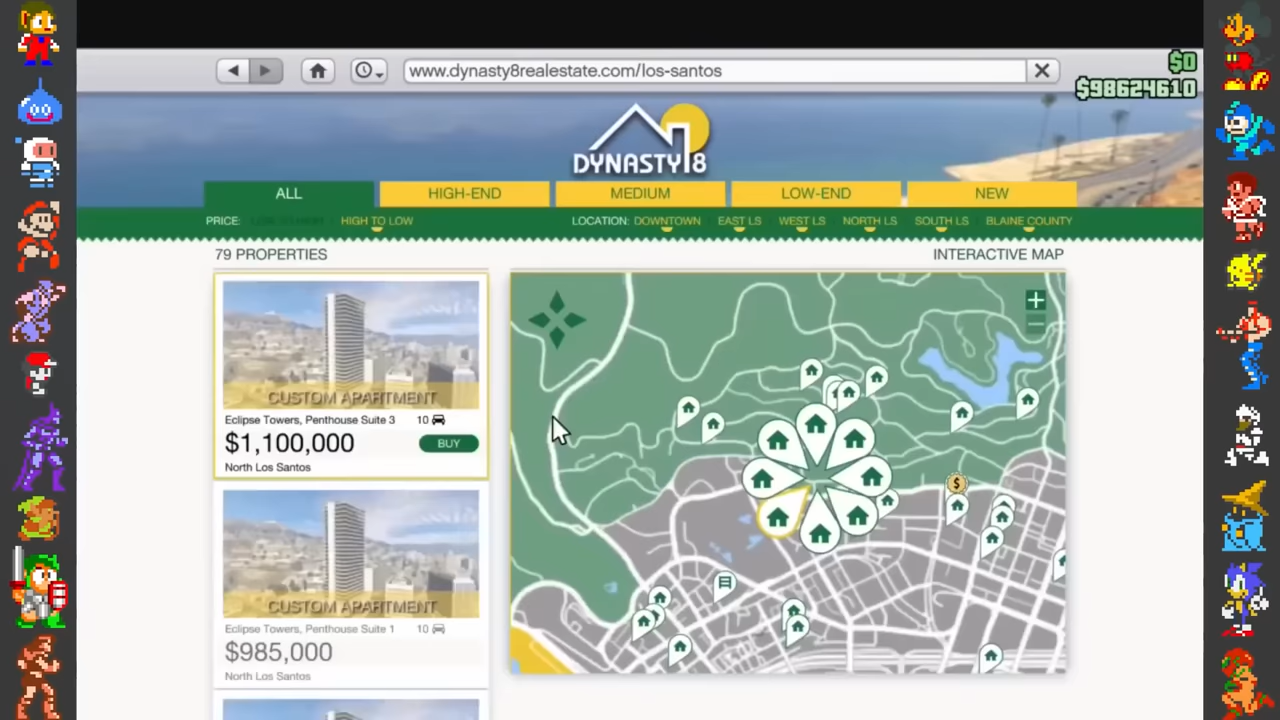 www.dynasty8realestate.com/los-santos
$0
$98624610
DYNASTY 8
ALL
HIGH-END
MEDIUM
LOW-END
NEW
PRICE:
HIGH TO LOW
LOCATION: DOWNTOWN EAST LS WEST LS NORTH LS SOUTH LS BLAINE COUNTY
79 PROPERTIES
INTERACTIVE MAP
CUSTOM APARTMENT
Eclipse Towers, Penthouse Suite 3 10
$1,100,000
BUY
North Los Santos
CUSTOM APARTMENT
Eclipse Towers, Penthouse Suite 1 10
$985,000
North Los Santos